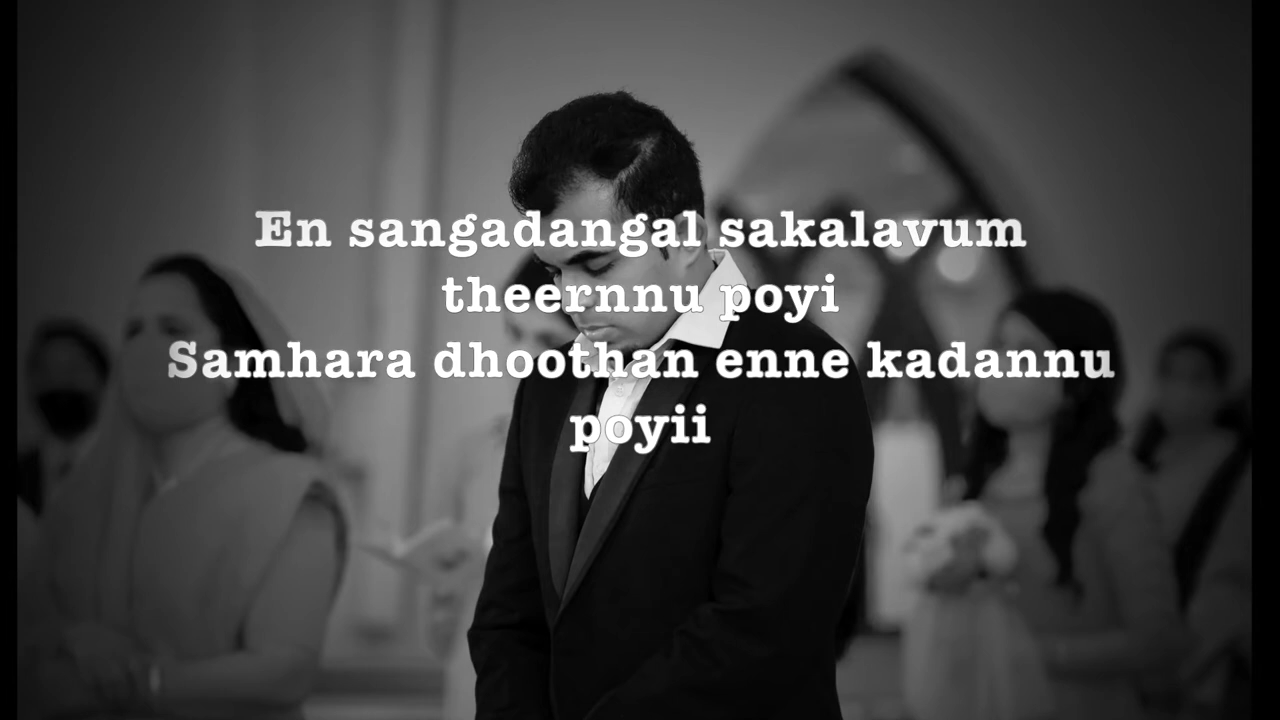 En sangadangal sakalavum
theernnu poyi
Samhara dhoothan enne kadannu
poyii